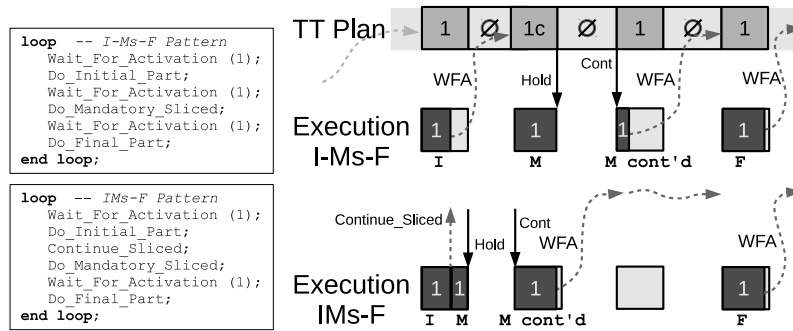 loop -- I-Ms-F Pattern
Wait_For_Activation (1);
Do_Initial_Part;
Wait_For_Activation (1);
Do_Mandatory_Sliced;
Wait_For_Activation (1);
Do_Final_Part;
end loop;
TT Plan 1 Ø 1c Ø 1 Ø 1
WFA Hold Cont WFA WFA
Execution
I-Ms-F
1 1 1 1
I M M cont'd F
loop -- IMs-F Pattern
Wait_For_Activation (1);
Do_Initial_Part;
Continue_Sliced;
Do_Mandatory_Sliced;
Wait_For_Activation (1);
Do_Final_Part;
end loop;
Continue_Sliced Hold Cont WFA WFA
Execution
IMs-F
1 1 1 1
I M M cont'd F